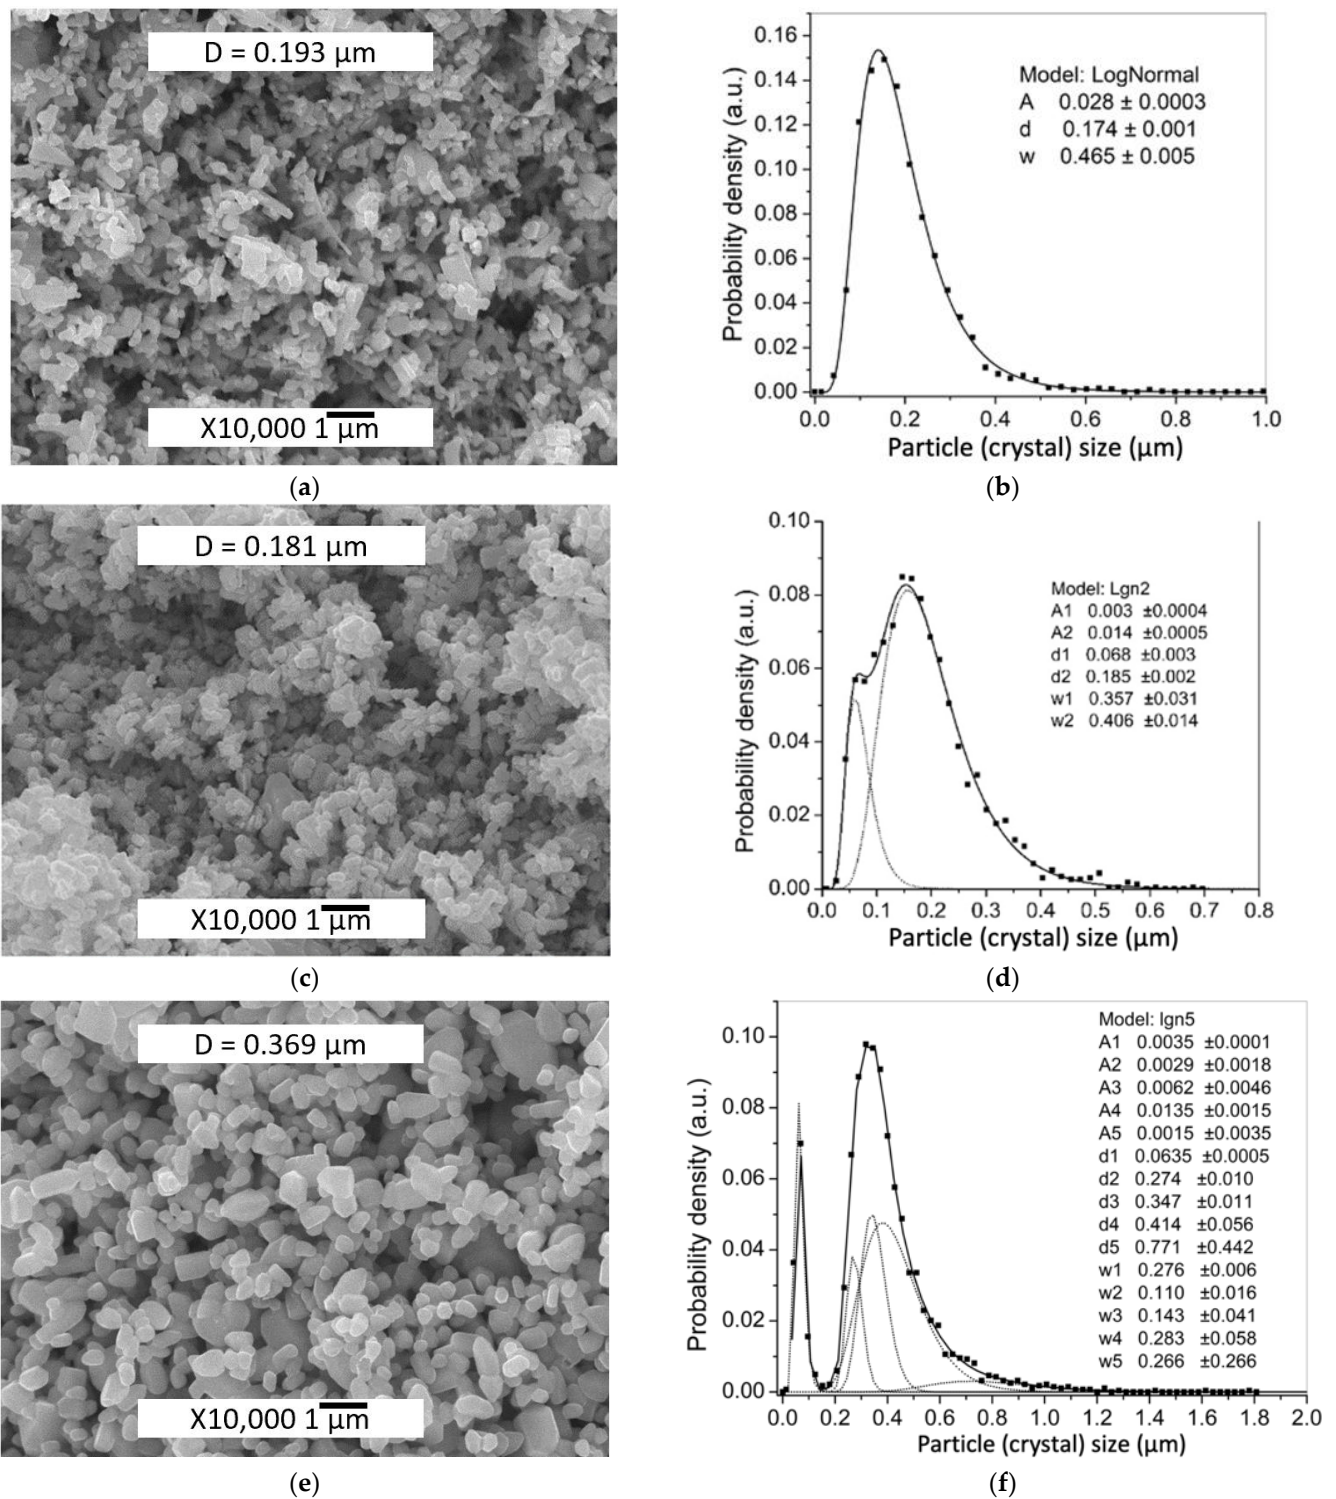 D = 0.193 µm
X10,000 1 µm
(a)
0.16
0.14
0.12
0.10
0.08
0.06
0.04
0.02
0.00
Probability density (a.u.)
Model: LogNormal
A 0.028 ± 0.0003
d 0.174 ± 0.001
w 0.465 ± 0.005
0.0 0.2 0.4 0.6 0.8 1.0
Particle (crystal) size (µm)
(b)
D = 0.181 µm
X10,000 1 µm
(c)
0.10
0.08
0.06
0.04
0.02
0.00
Probability density (a.u.)
Model: Lgn2
A1 0.003 ±0.0004
A2 0.014 ±0.0005
d1 0.068 ±0.003
d2 0.185 ±0.002
w1 0.357 ±0.031
w2 0.406 ±0.014
0.0 0.1 0.2 0.3 0.4 0.5 0.6 0.7 0.8
Particle (crystal) size (µm)
(d)
D = 0.369 µm
X10,000 1 µm
(e)
0.10
0.08
0.06
0.04
0.02
0.00
Probability density (a.u.)
Model: lgn5
A1 0.0035 ±0.0001
A2 0.0029 ±0.0018
A3 0.0062 ±0.0046
A4 0.0135 ±0.0015
A5 0.0015 ±0.0035
d1 0.0635 ±0.0005
d2 0.274 ±0.010
d3 0.347 ±0.011
d4 0.414 ±0.056
d5 0.771 ±0.442
w1 0.276 ±0.006
w2 0.110 ±0.016
w3 0.143 ±0.041
w4 0.283 ±0.058
w5 0.266 ±0.266
0.0 0.2 0.4 0.6 0.8 1.0 1.2 1.4 1.6 1.8 2.0
Particle (crystal) size (µm)
(f)